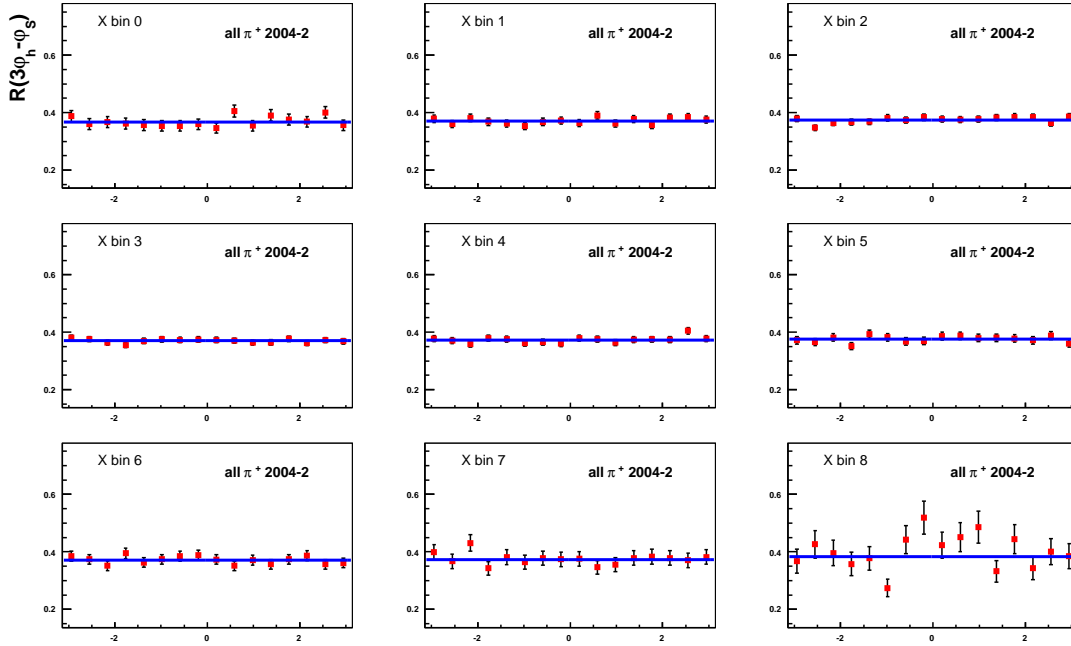 R(3φ_h-φ_S)
X bin 0
all π⁺ 2004-2
0.6
0.4
0.2
-2 0 2
X bin 1
all π⁺ 2004-2
0.6
0.4
0.2
-2 0 2
X bin 2
all π⁺ 2004-2
0.6
0.4
0.2
-2 0 2
X bin 3
all π⁺ 2004-2
0.6
0.4
0.2
-2 0 2
X bin 4
all π⁺ 2004-2
0.6
0.4
0.2
-2 0 2
X bin 5
all π⁺ 2004-2
0.6
0.4
0.2
-2 0 2
X bin 6
all π⁺ 2004-2
0.6
0.4
0.2
-2 0 2
X bin 7
all π⁺ 2004-2
0.6
0.4
0.2
-2 0 2
X bin 8
all π⁺ 2004-2
0.6
0.4
0.2
-2 0 2